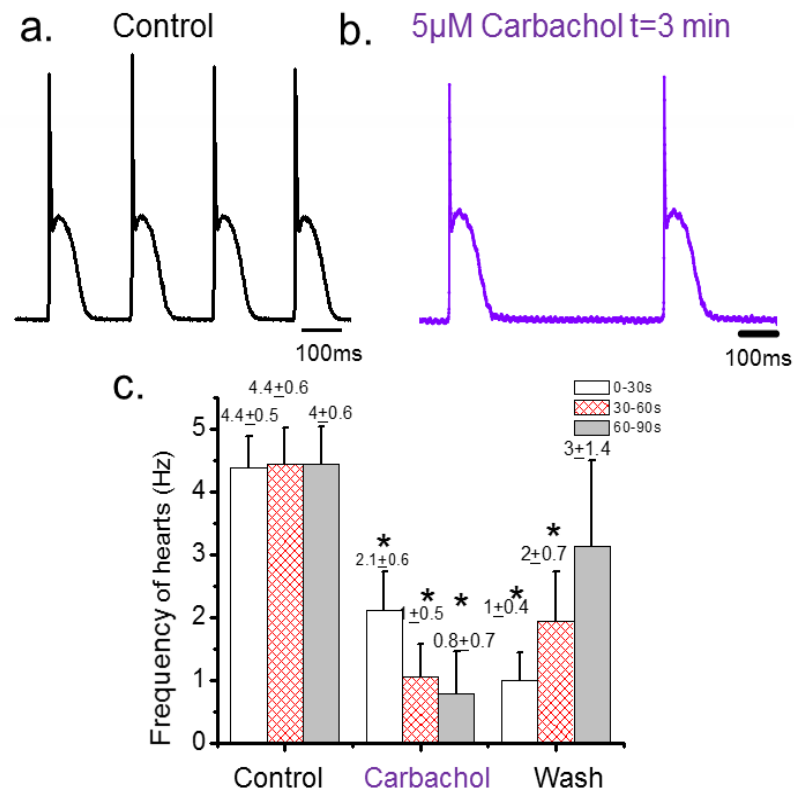 a. Control
b. 5µM Carbachol t=3 min
100ms
100ms
c.
Frequency of hearts (Hz)
5
4
3
2
1
0
4.4±0.5
4.4±0.6
4±0.6
*
2.1±0.6
*
1±0.5
*
0.8±0.7
*
1±0.4
*
2±0.7
3±1.4
0-30s
30-60s
60-90s
Control
Carbachol
Wash